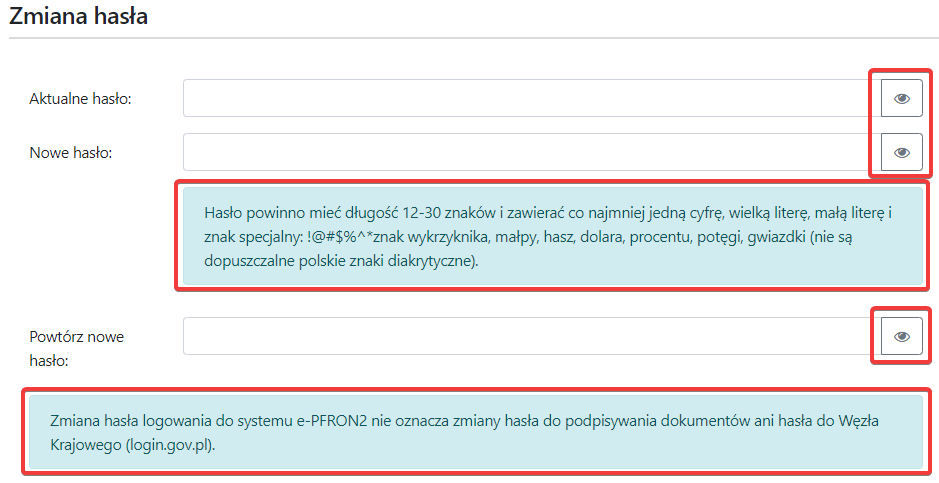 Zmiana hasła
Aktualne hasło:
Nowe hasło:
Hasło powinno mieć długość 12-30 znaków i zawierać co najmniej jedną cyfrę, wielką literę, małą literę i
znak specjalny: !@#$%^*znak wykrzyknika, małpy, hasz, dolara, procentu, potęgi, gwiazdki (nie są
dopuszczalne polskie znaki diakrytyczne).
Powtórz nowe
hasło:
Zmiana hasła logowania do systemu e-PFRON2 nie oznacza zmiany hasła do podpisywania dokumentów ani hasła do Węzła
Krajowego (login.gov.pl).